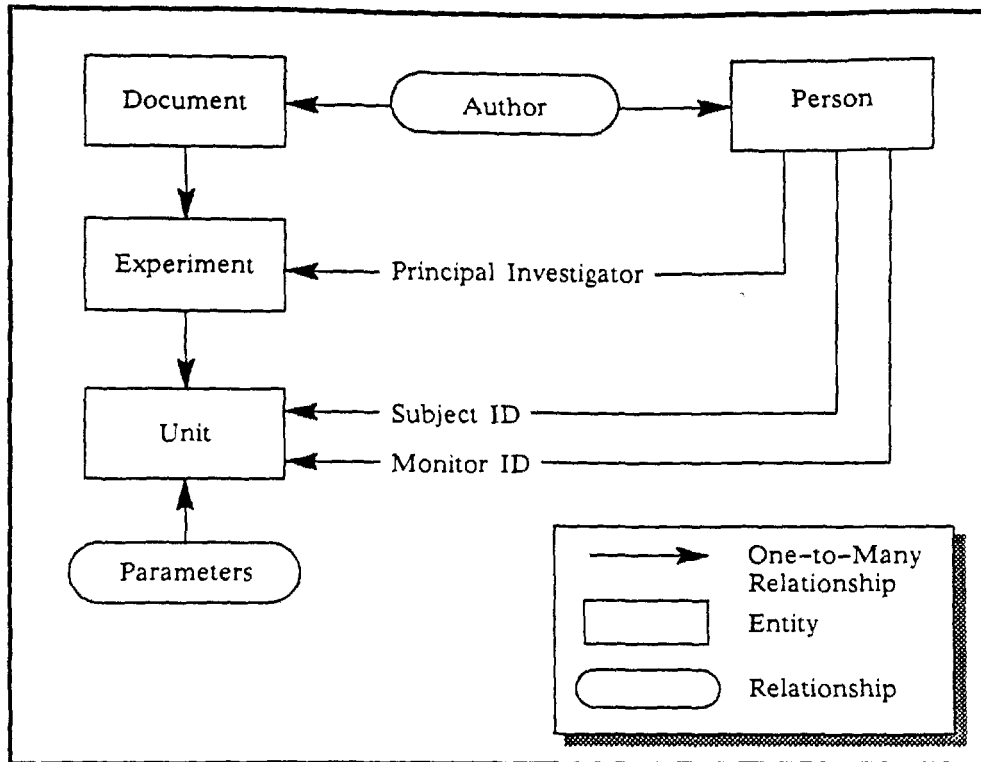 Document
Author
Person
Experiment
Principal Investigator
Unit
Subject ID
Monitor ID
Parameters
One-to-Many
Relationship
Entity
Relationship